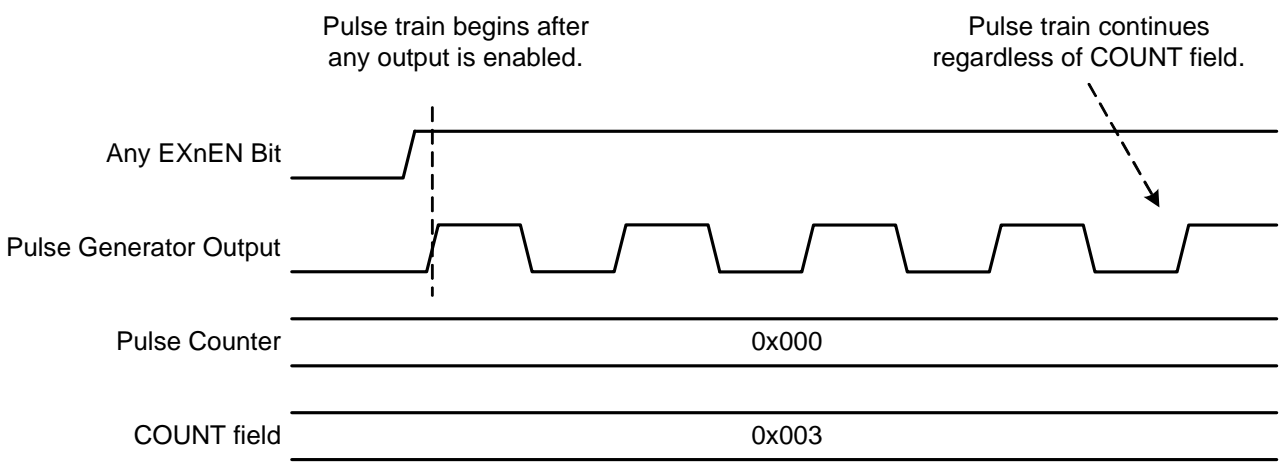 Pulse train begins after
any output is enabled.
Pulse train continues
regardless of COUNT field.
Any EXnEN Bit
Pulse Generator Output
Pulse Counter
0x000
COUNT field
0x003